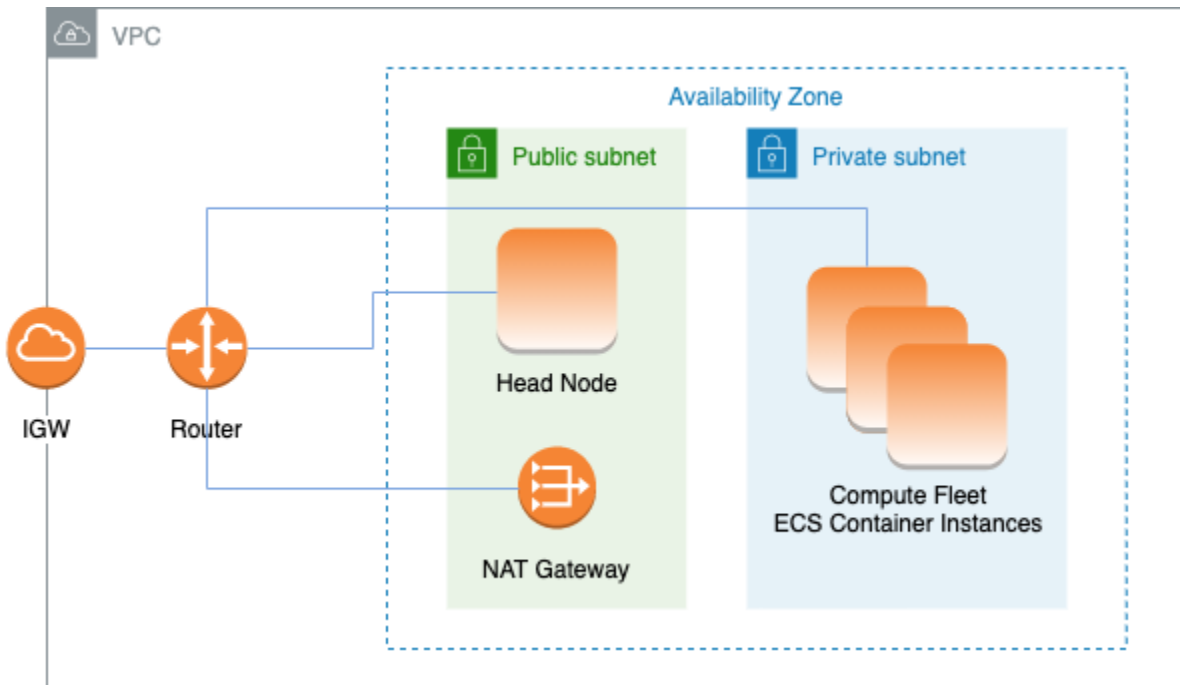 VPC
Availability Zone
Public subnet
Private subnet
Head Node
IGW
Router
Compute Fleet
ECS Container Instances
NAT Gateway